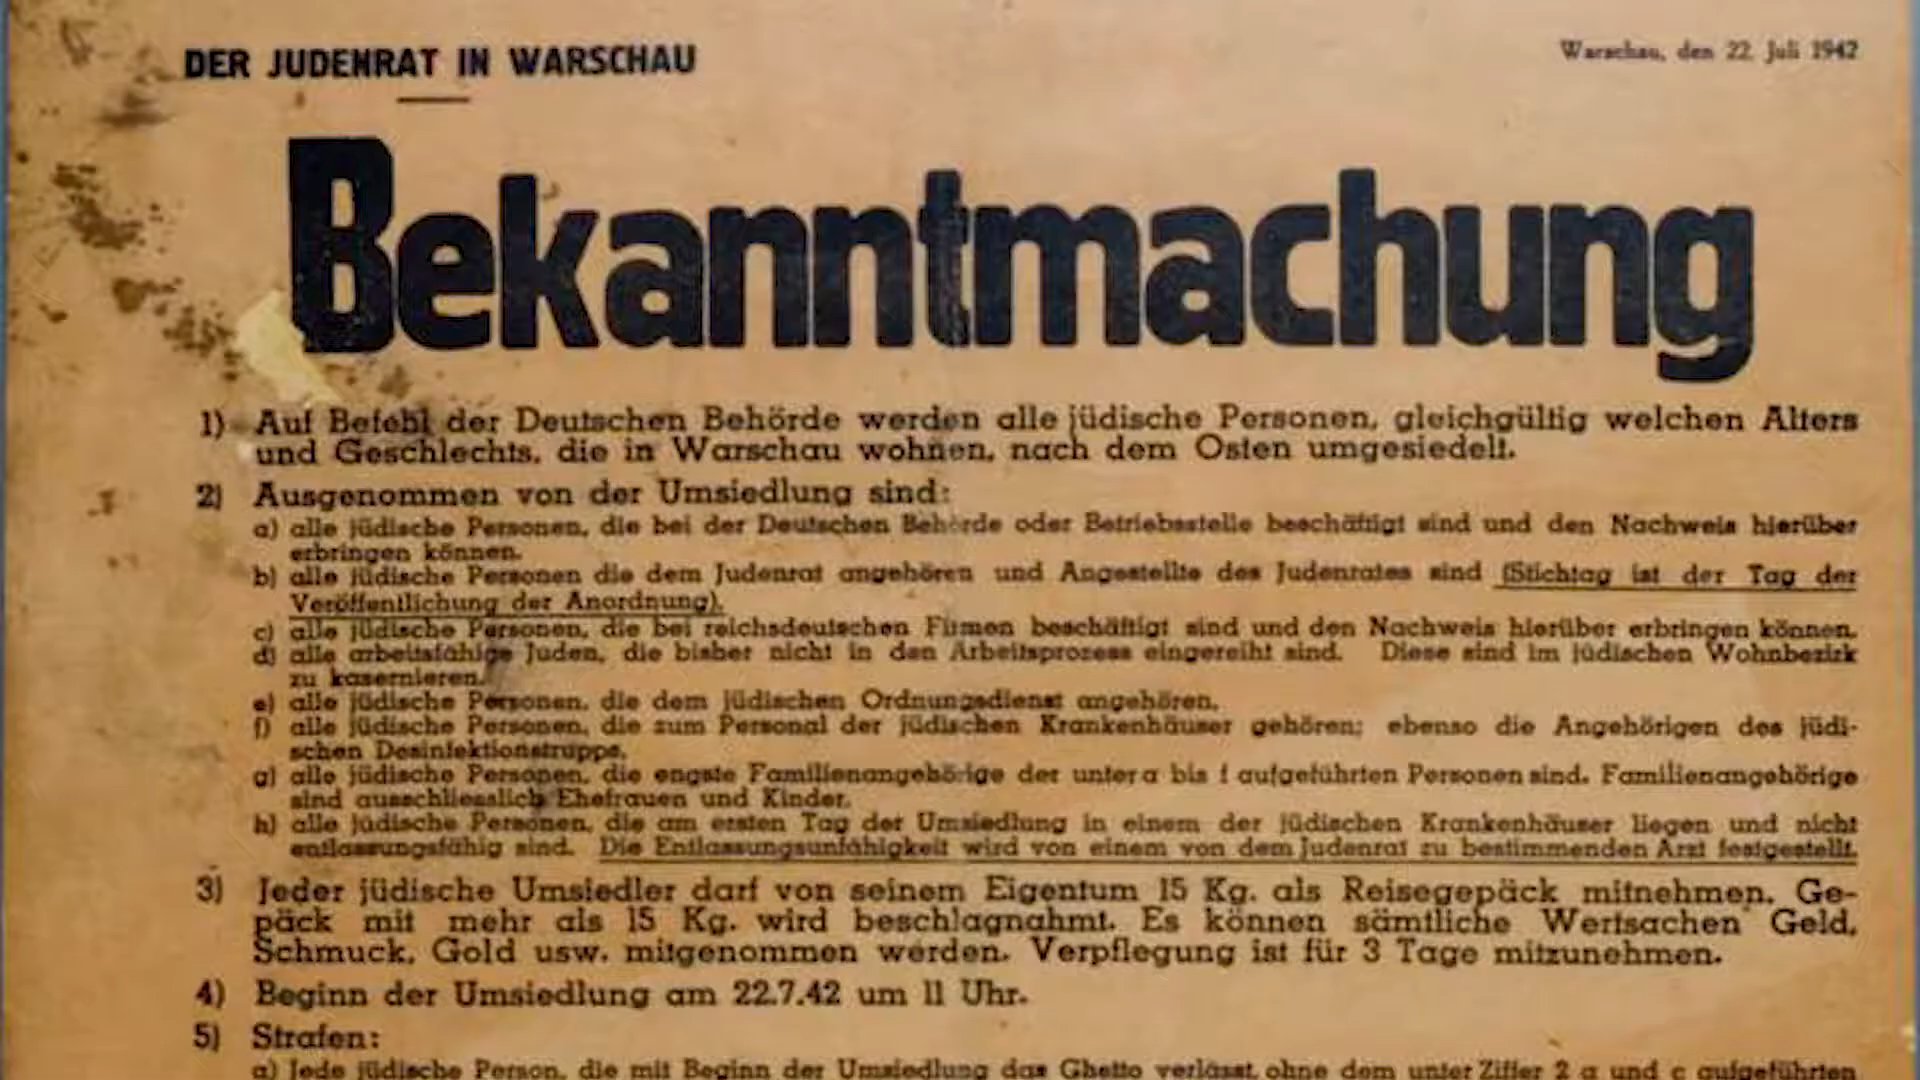 DER JUDENRAT IN WARSCHAU
Warschau, den 22. Juli 1942
Bekanntmachung
1) Auf Befehl der Deutschen Behörde werden alle jüdische Personen, gleichgültig welchen Alters
und Geschlechts, die in Warschau wohnen, nach dem Osten umgesiedelt.
2) Ausgenommen von der Umsiedlung sind:
a) alle jüdische Personen, die bei der Deutschen Behörde oder Betriebsstelle beschäftigt sind und den Nachweis hierüber
erbringen können.
b) alle jüdische Personen die dem Judenrat angehören und Angestellte des Judenrates sind (Stichtag ist der Tag der
Veröffentlichung der Anordnung).
c) alle jüdische Personen, die bei reichsdeutschen Firmen beschäftigt sind und den Nachweis hierüber erbringen können.
d) alle arbeitsfähige Juden, die bisher nicht in den Arbeitsprozess eingereiht sind. Diese sind im jüdischen Wohnbezirk
zu kasernieren.
e) alle jüdische Personen, die dem jüdischen Ordnungsdienst angehören.
f) alle jüdische Personen, die zum Personal der jüdischen Krankenhäuser gehören; ebenso die Angehörigen des jüdi-
schen Desinfektionstrupps.
g) alle jüdische Personen, die engste Familienangehörige der unter a bis f aufgeführten Personen sind. Familienangehörige
sind ausschliesslich Ehefrauen und Kinder.
h) alle jüdische Personen, die am ersten Tag der Umsiedlung in einem der jüdischen Krankenhäuser liegen und nicht
entlassungsfähig sind. Die Entlassungsunfähigkeit wird von einem von dem Judenrat zu bestimmenden Arzt festgestellt.
3) Jeder jüdische Umsiedler darf von seinem Eigentum 15 Kg. als Reisegepäck mitnehmen. Ge-
päck mit mehr als 15 Kg. wird beschlagnahmt. Es können sämtliche Wertsachen Geld,
Schmuck, Gold usw. mitgenommen werden. Verpflegung ist für 3 Tage mitzunehmen.
4) Beginn der Umsiedlung am 22.7.42 um 11 Uhr.
5) Strafen:
a) Jede jüdische Person, die mit Beginn der Umsiedlung das Ghetto verlässt, ohne dem unter Ziffer 2 a und c aufgeführten